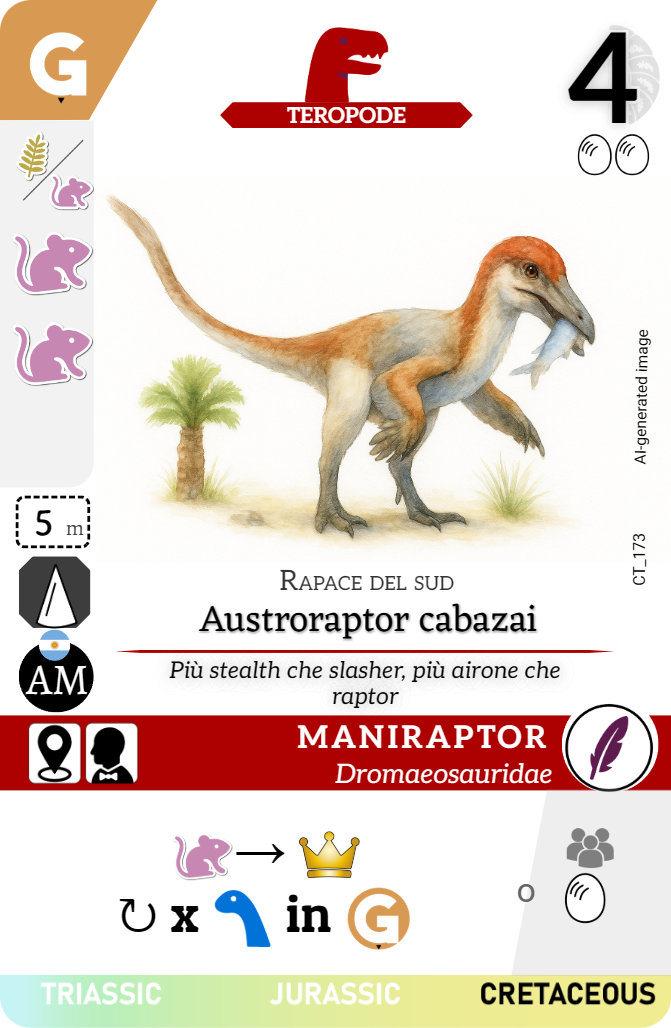 G
TEROPODE
4
AI-generated image
CT_173
5 m
AM
Rapace del sud
Austroraptor cabazai
Più stealth che slasher, più airone che
raptor
MANIRAPTOR
Dromaeosauridae
→
↻ x in G
o
TRIASSIC JURASSIC CRETACEOUS